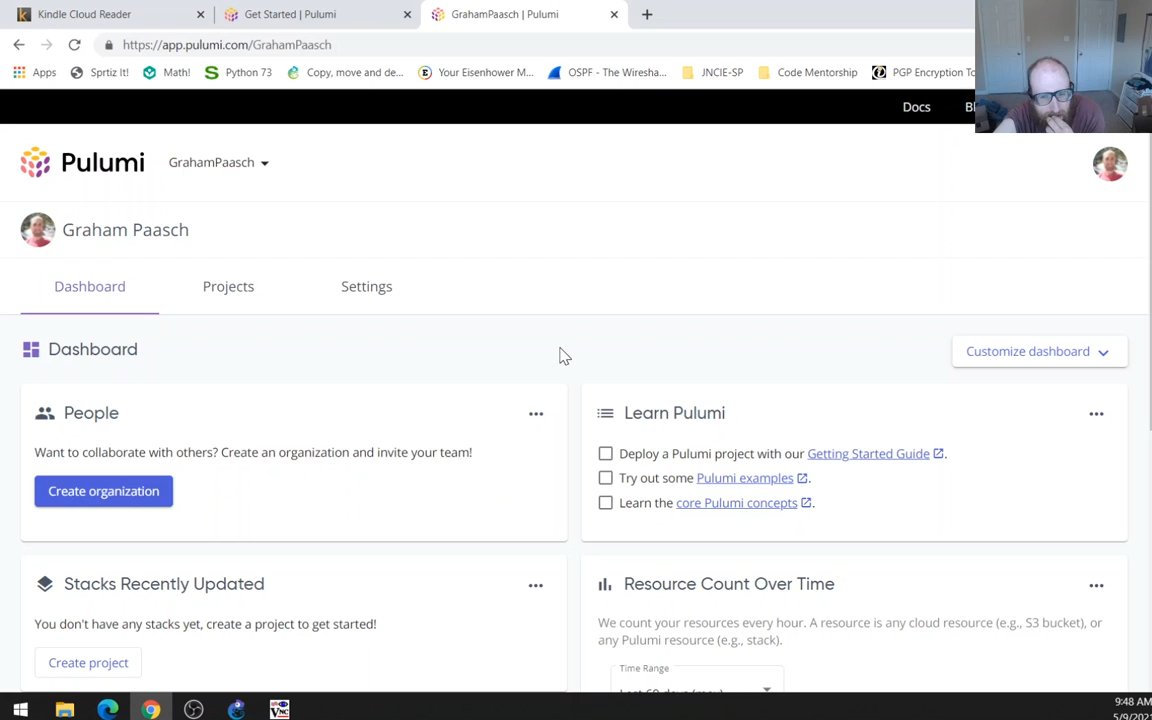 Kindle Cloud Reader
Get Started | Pulumi
GrahamPaasch | Pulumi
https://app.pulumi.com/GrahamPaasch
Apps
Sprtiz It!
Math!
Python 73
Copy, move and de...
Your Eisenhower M...
OSPF - The Wiresha...
JNCIE-SP
Code Mentorship
PGP Encryption To
Docs
Pulumi
GrahamPaasch
Graham Paasch
Dashboard
Projects
Settings
Dashboard
Customize dashboard
People
Want to collaborate with others? Create an organization and invite your team!
Create organization
Learn Pulumi
Deploy a Pulumi project with our Getting Started Guide.
Try out some Pulumi examples.
Learn the core Pulumi concepts.
Stacks Recently Updated
You don't have any stacks yet, create a project to get started!
Create project
Resource Count Over Time
We count your resources every hour. A resource is any cloud resource (e.g., S3 bucket), or
any Pulumi resource (e.g., stack).
Time Range
Last 60 days (max)
9:48 AM